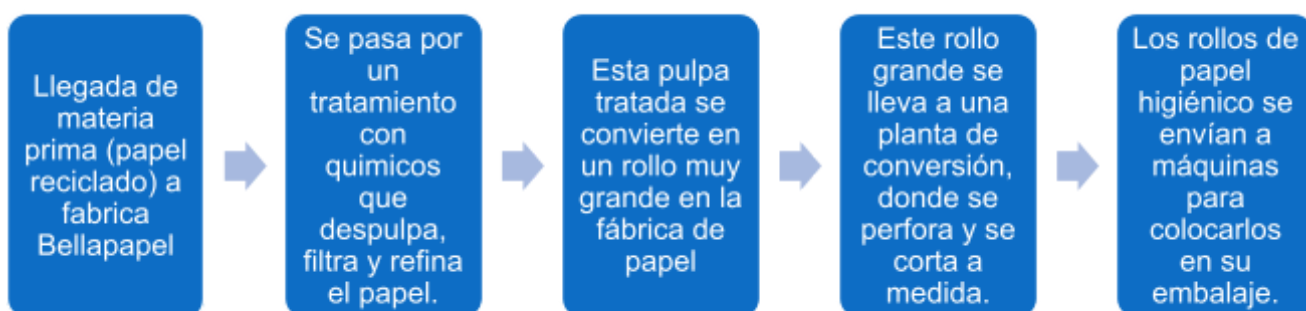 Llegada de
materia
prima (papel
reciclado) a
fabrica
Bellapapel
Se pasa por
un
tratamiento
con
quimicos
que
despulpa,
filtra y refina
el papel.
Esta pulpa
tratada se
convierte en
un rollo muy
grande en la
fábrica de
papel
Este rollo
grande se
lleva a una
planta de
conversión,
donde se
perfora y se
corta a
medida.
Los rollos de
papel
higiénico se
envían a
máquinas
para
colocarlos
en su
embalaje.